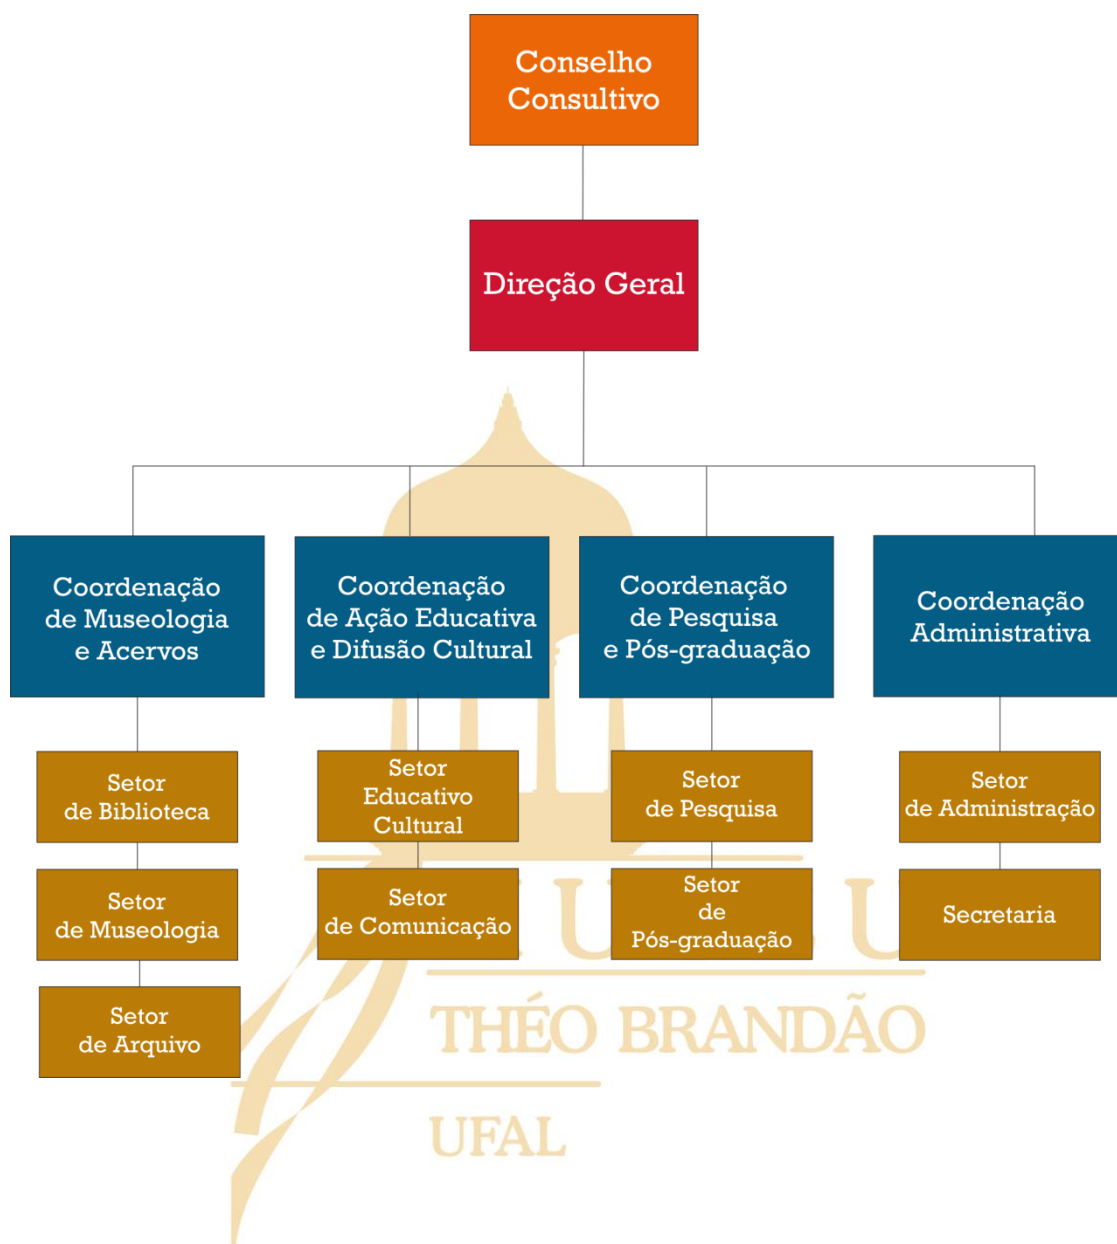 Conselho
Consultivo
Direção Geral
Coordenação
de Museologia
e Acervos
Coordenação
de Ação Educativa
e Difusão Cultural
Coordenação
de Pesquisa
e Pós-graduação
Coordenação
Administrativa
Setor
de Biblioteca
Setor
Educativo
Cultural
Setor
de Pesquisa
Setor
de Administração
Setor
de Museologia
Setor
de Comunicação
Setor
de
Pós-graduação
Secretaria
Setor
de Arquivo
THÉO BRANDÃO
UFAL